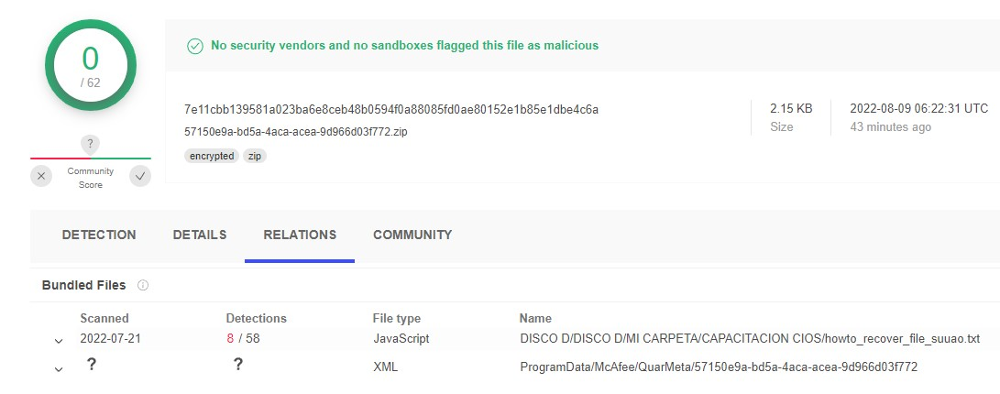 0
/ 62
?
Community
Score
No security vendors and no sandboxes flagged this file as malicious
7e11cbb139581a023ba6e8ceb48b0594f0a88085fd0ae80152e1b85e1dbe4c6a
57150e9a-bd5a-4aca-acea-9d966d03f772.zip
encrypted zip
2.15 KB
Size
2022-08-09 06:22:31 UTC
43 minutes ago
DETECTION DETAILS RELATIONS COMMUNITY
Bundled Files
Scanned Detections File type Name
2022-07-21 8 / 58 JavaScript DISCO D/DISCO D/MI CARPETA/CAPACITACION CIOS/howto_recover_file_suuao.txt
? ? XML ProgramData/McAfee/QuarMeta/57150e9a-bd5a-4aca-acea-9d966d03f772